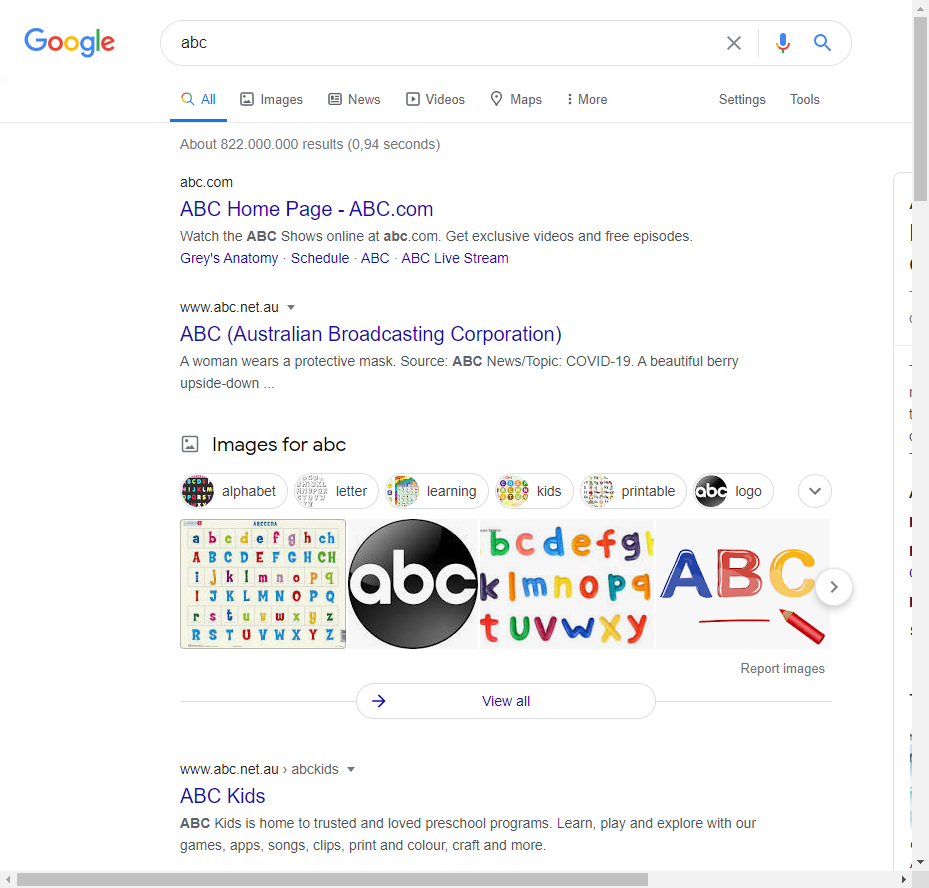 Google
abc
All Images News Videos Maps More Settings Tools
About 822.000.000 results (0,94 seconds)
abc.com
ABC Home Page - ABC.com
Watch the ABC Shows online at abc.com. Get exclusive videos and free episodes.
Grey's Anatomy · Schedule · ABC · ABC Live Stream
www.abc.net.au
ABC (Australian Broadcasting Corporation)
A woman wears a protective mask. Source: ABC News/Topic: COVID-19. A beautiful berry
upside-down ...
Images for abc
alphabet letter learning kids printable abc logo
ABECEDA
a b c d e f g h ch
A B C D E F G H CH
i j k l m n o p q
I J K L M N O P Q
r s t u v w x y z
R S T U V W X Y Z
abc
b c d e f g h
k l m n o p q
t u v w x y
ABC
Report images
View all
www.abc.net.au › abckids
ABC Kids
ABC Kids is home to trusted and loved preschool programs. Learn, play and explore with our
games, apps, songs, clips, print and colour, craft and more.